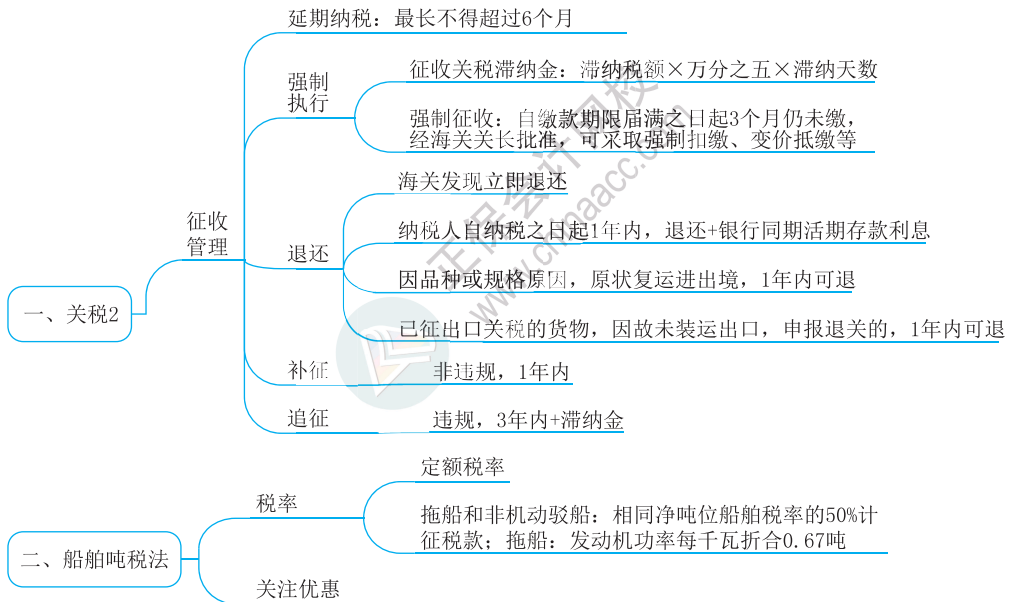 延期纳税：最长不得超过6个月
强制
执行
征收关税滞纳金：滞纳税额×万分之五×滞纳天数
强制征收：自缴款期限届满之日起3个月仍未缴，
经海关关长批准，可采取强制扣缴、变价抵缴等
征收
管理
退还
海关发现立即退还
纳税人自纳税之日起1年内，退还+银行同期活期存款利息
因品种或规格原因，原状复运进出境，1年内可退
已征出口关税的货物，因故未装运出口，申报退关的，1年内可退
一、关税2
补征
非违规，1年内
追征
违规，3年内+滞纳金
正保会计网校
www.chinaacc.com
二、船舶吨税法
税率
定额税率
拖船和非机动驳船：相同净吨位船舶税率的50%计
征税款；拖船：发动机功率每千瓦折合0.67吨
关注优惠